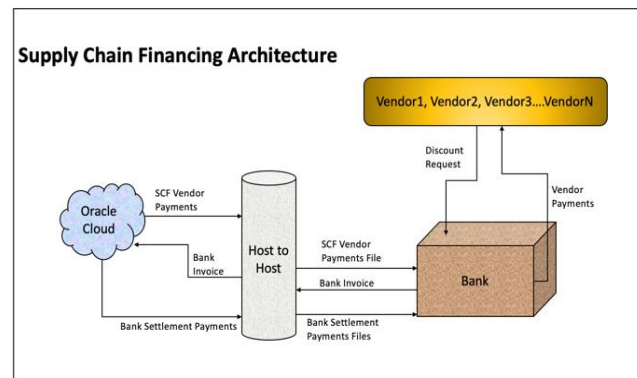 Supply Chain Financing Architecture
Vendor1, Vendor2, Vendor3....VendorN
Discount
Request
Vendor
Payments
SCF Vendor
Payments
Oracle
Cloud
Host to
Host
Bank
Invoice
SCF Vendor
Payments File
Bank Invoice
Bank
Bank Settlement Payments
Bank Settlement
Payments Files